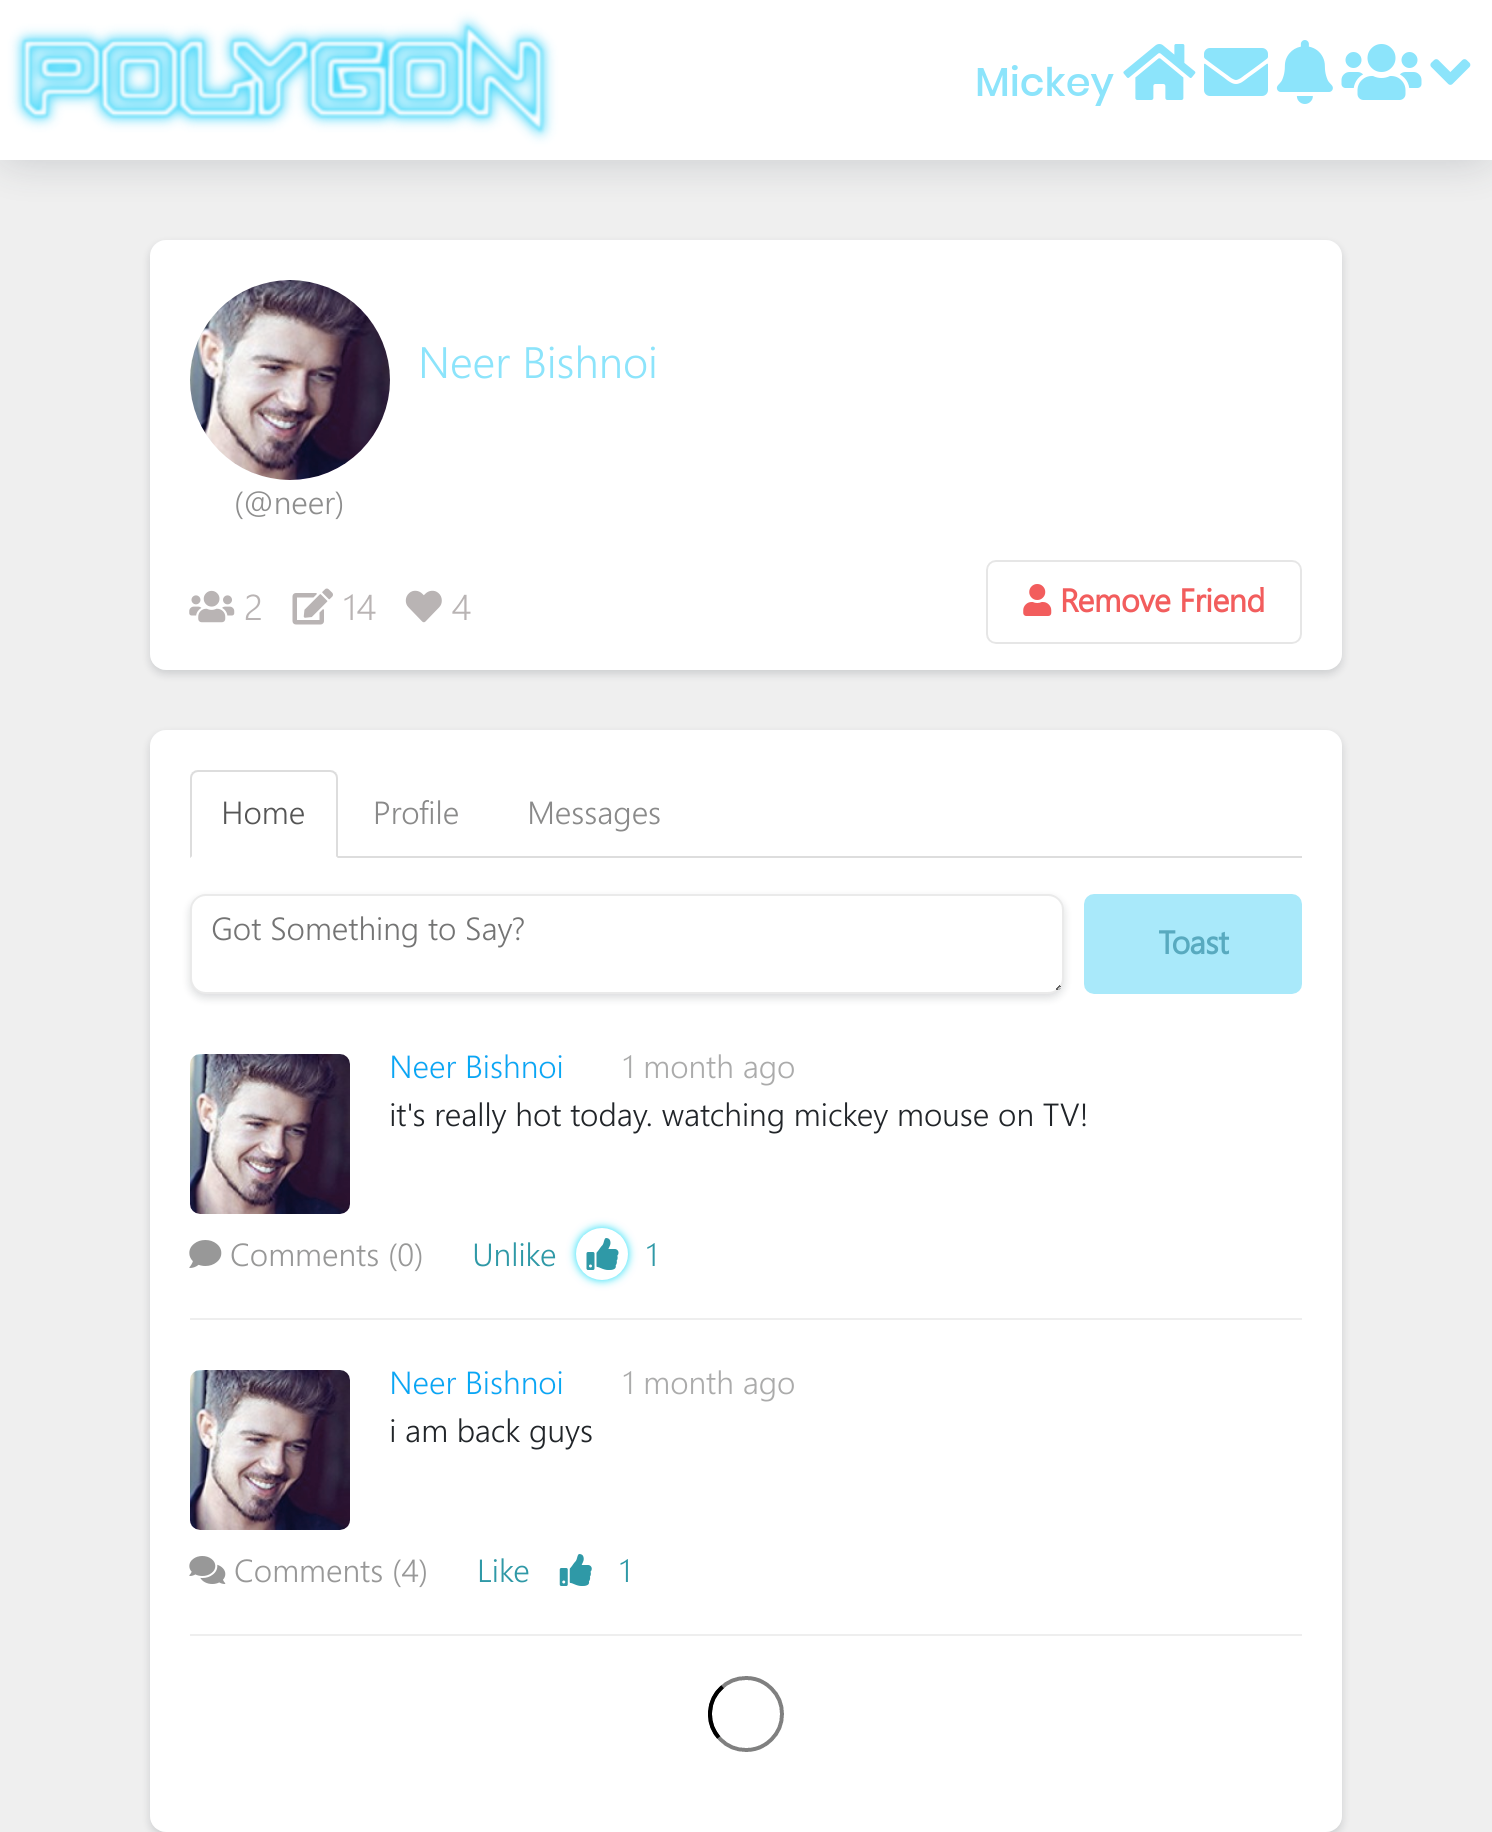 POLYGON
Mickey
Neer Bishnoi
(@neer)
2 14 4
Remove Friend
Home Profile Messages
Got Something to Say?
Toast
Neer Bishnoi 1 month ago
it's really hot today. watching mickey mouse on TV!
Comments (0) Unlike 1
Neer Bishnoi 1 month ago
i am back guys
Comments (4) Like 1